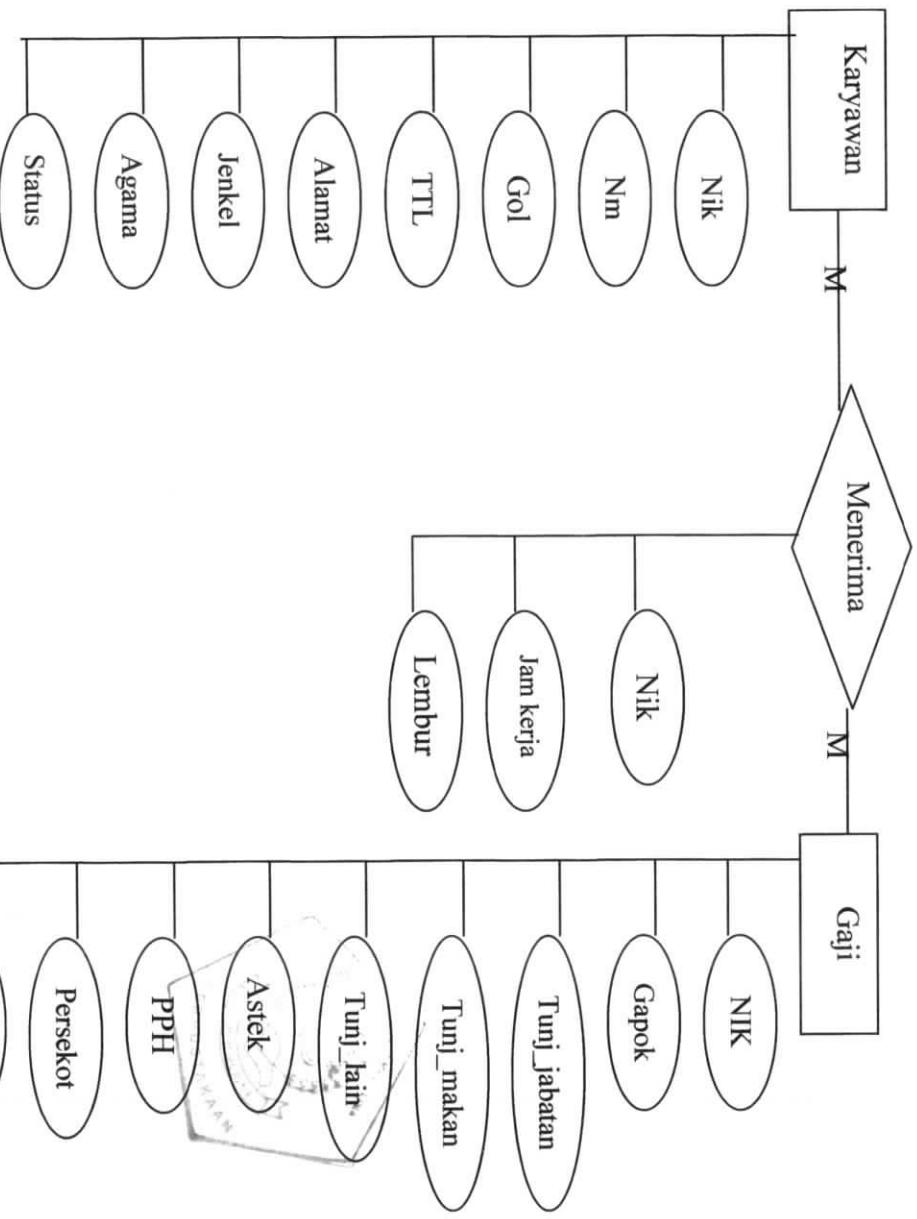 Karyawan
M
Menerima
M
Gaji
Nik
Nm
Gol
TTL
Alamat
Jenkel
Agama
Status
Nik
Jam kerja
Lembur
NIK
Gapok
Tunj_jabatan
Tunj_makan
Tunj_lain
Astek
PPH
Persekot